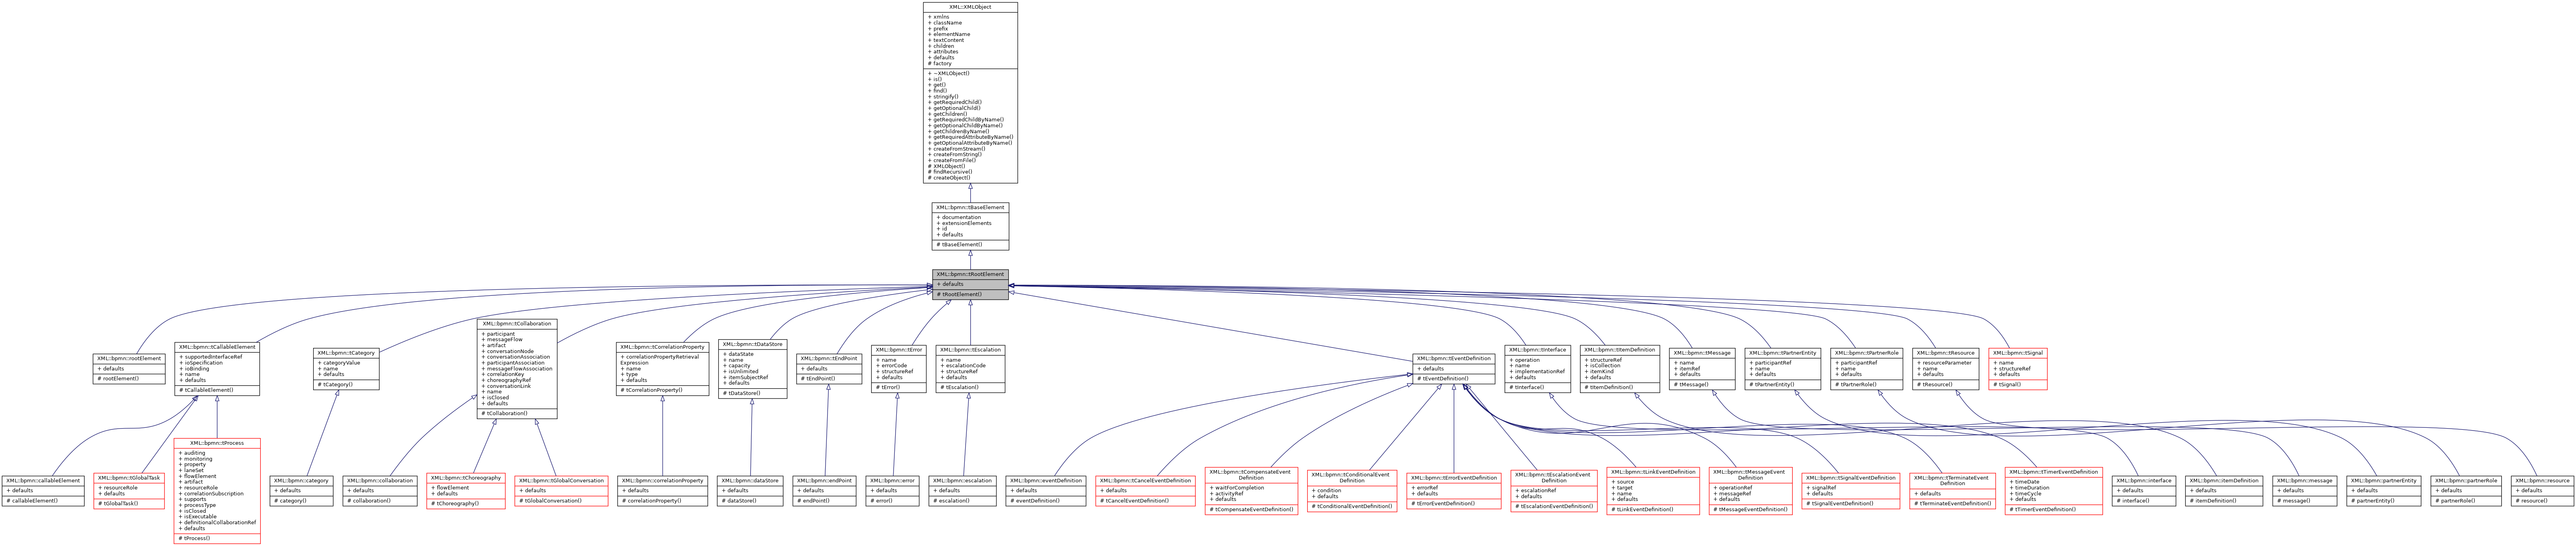 XML::XMLObject
+ xmlns
+ className
+ prefix
+ elementName
+ textContent
+ children
+ attributes
+ defaults
# factory
+ ~XMLObject()
+ is()
+ get()
+ find()
+ stringify()
+ getRequiredChild()
+ getOptionalChild()
+ getChildren()
+ getRequiredChildByName()
+ getOptionalChildByName()
+ getChildrenByName()
+ getRequiredAttributeByName()
+ getOptionalAttributeByName()
+ createFromStream()
+ createFromString()
+ createFromFile()
# XMLObject()
# findRecursive()
# createObject()
XML::bpmn::tBaseElement
+ documentation
+ extensionElements
+ id
+ defaults
# tBaseElement()
XML::bpmn::tRootElement
+ defaults
# tRootElement()
XML::bpmn::rootElement
+ defaults
# rootElement()
XML::bpmn::tCallableElement
+ supportedInterfaceRef
+ ioSpecification
+ ioBinding
+ name
+ defaults
# tCallableElement()
XML::bpmn::tCategory
+ categoryValue
+ name
+ defaults
# tCategory()
XML::bpmn::tCollaboration
+ participant
+ messageFlow
+ artifact
+ conversationNode
+ conversationAssociation
+ participantAssociation
+ messageFlowAssociation
+ correlationKey
+ choreographyRef
+ conversationLink
+ name
+ isClosed
+ defaults
# tCollaboration()
XML::bpmn::tCorrelationProperty
+ correlationPropertyRetrieval
Expression
+ name
+ type
+ defaults
# tCorrelationProperty()
XML::bpmn::tDataStore
+ dataState
+ name
+ capacity
+ isUnlimited
+ itemSubjectRef
+ defaults
# tDataStore()
XML::bpmn::tEndPoint
+ defaults
# tEndPoint()
XML::bpmn::tError
+ name
+ errorCode
+ structureRef
+ defaults
# tError()
XML::bpmn::tEscalation
+ name
+ escalationCode
+ structureRef
+ defaults
# tEscalation()
XML::bpmn::tEventDefinition
+ defaults
# tEventDefinition()
XML::bpmn::tInterface
+ operation
+ name
+ implementationRef
+ defaults
# tInterface()
XML::bpmn::tItemDefinition
+ structureRef
+ isCollection
+ itemKind
+ defaults
# tItemDefinition()
XML::bpmn::tMessage
+ name
+ itemRef
+ defaults
# tMessage()
XML::bpmn::tPartnerEntity
+ participantRef
+ name
+ defaults
# tPartnerEntity()
XML::bpmn::tPartnerRole
+ participantRef
+ name
+ defaults
# tPartnerRole()
XML::bpmn::tResource
+ resourceParameter
+ name
+ defaults
# tResource()
XML::bpmn::tSignal
+ name
+ structureRef
+ defaults
# tSignal()
XML::bpmn::callableElement
+ defaults
# callableElement()
XML::bpmn::tGlobalTask
+ resourceRole
+ defaults
# tGlobalTask()
XML::bpmn::tProcess
+ auditing
+ monitoring
+ property
+ laneSet
+ flowElement
+ artifact
+ resourceRole
+ correlationSubscription
+ supports
+ processType
+ isClosed
+ isExecutable
+ definitionalCollaborationRef
+ defaults
# tProcess()
XML::bpmn::category
+ defaults
# category()
XML::bpmn::collaboration
+ defaults
# collaboration()
XML::bpmn::tChoreography
+ flowElement
+ defaults
# tChoreography()
XML::bpmn::tGlobalConversation
+ defaults
# tGlobalConversation()
XML::bpmn::correlationProperty
+ defaults
# correlationProperty()
XML::bpmn::dataStore
+ defaults
# dataStore()
XML::bpmn::endPoint
+ defaults
# endPoint()
XML::bpmn::error
+ defaults
# error()
XML::bpmn::escalation
+ defaults
# escalation()
XML::bpmn::eventDefinition
+ defaults
# eventDefinition()
XML::bpmn::tCancelEventDefinition
+ defaults
# tCancelEventDefinition()
XML::bpmn::tCompensateEvent
Definition
+ waitForCompletion
+ activityRef
+ defaults
# tCompensateEventDefinition()
XML::bpmn::tConditionalEvent
Definition
+ condition
+ defaults
# tConditionalEventDefinition()
XML::bpmn::tErrorEventDefinition
+ errorRef
+ defaults
# tErrorEventDefinition()
XML::bpmn::tEscalationEvent
Definition
+ escalationRef
+ defaults
# tEscalationEventDefinition()
XML::bpmn::tLinkEventDefinition
+ source
+ target
+ name
+ defaults
# tLinkEventDefinition()
XML::bpmn::tMessageEvent
Definition
+ operationRef
+ messageRef
+ defaults
# tMessageEventDefinition()
XML::bpmn::tSignalEventDefinition
+ signalRef
+ defaults
# tSignalEventDefinition()
XML::bpmn::tTerminateEvent
Definition
+ defaults
# tTerminateEventDefinition()
XML::bpmn::tTimerEventDefinition
+ timeDate
+ timeDuration
+ timeCycle
+ defaults
# tTimerEventDefinition()
XML::bpmn::interface
+ defaults
# interface()
XML::bpmn::itemDefinition
+ defaults
# itemDefinition()
XML::bpmn::message
+ defaults
# message()
XML::bpmn::partnerEntity
+ defaults
# partnerEntity()
XML::bpmn::partnerRole
+ defaults
# partnerRole()
XML::bpmn::resource
+ defaults
# resource()